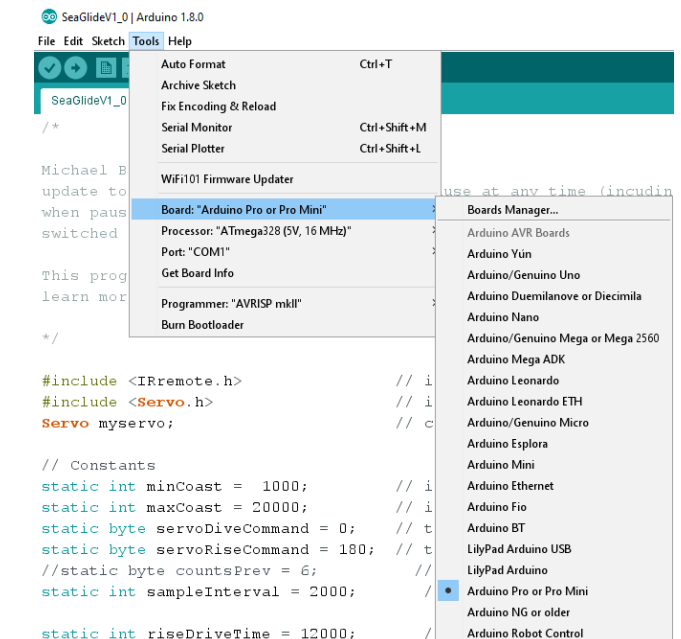 SeaGlideV1_0 | Arduino 1.8.0
File Edit Sketch Tools Help
SeaGlideV1_0
Auto Format Ctrl+T
Archive Sketch
Fix Encoding & Reload
Serial Monitor Ctrl+Shift+M
Serial Plotter Ctrl+Shift+L
WiFi101 Firmware Updater
Board: "Arduino Pro or Pro Mini"
Processor: "ATmega328 (5V, 16 MHz)"
Port: "COM1"
Get Board Info
Programmer: "AVRISP mkII"
Burn Bootloader
Boards Manager...
Arduino AVR Boards
Arduino Yún
Arduino/Genuino Uno
Arduino Duemilanove or Diecimila
Arduino Nano
Arduino/Genuino Mega or Mega 2560
Arduino Mega ADK
Arduino Leonardo
Arduino Leonardo ETH
Arduino/Genuino Micro
Arduino Esplora
Arduino Mini
Arduino Ethernet
Arduino Fio
Arduino BT
LilyPad Arduino USB
LilyPad Arduino
Arduino Pro or Pro Mini
Arduino NG or older
Arduino Robot Control
/*
Michael B
update to use at any time (incudin
when paus
switched
This prog
learn mor
*/
#include <IRremote.h> // i
#include <Servo.h> // i
Servo myservo; // c
// Constants
static int minCoast = 1000; // i
static int maxCoast = 20000; // i
static byte servoDiveCommand = 0; // t
static byte servoRiseCommand = 180; // t
//static byte countsPrev = 6; //
static int sampleInterval = 2000; /
static int riseDriveTime = 12000; /